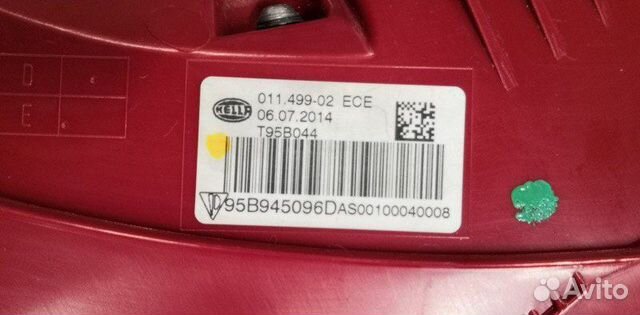 D
E
HELLA
011.499-02 ECE
06.07.2014
T95B044
95B945096DAS00100040008
Avito